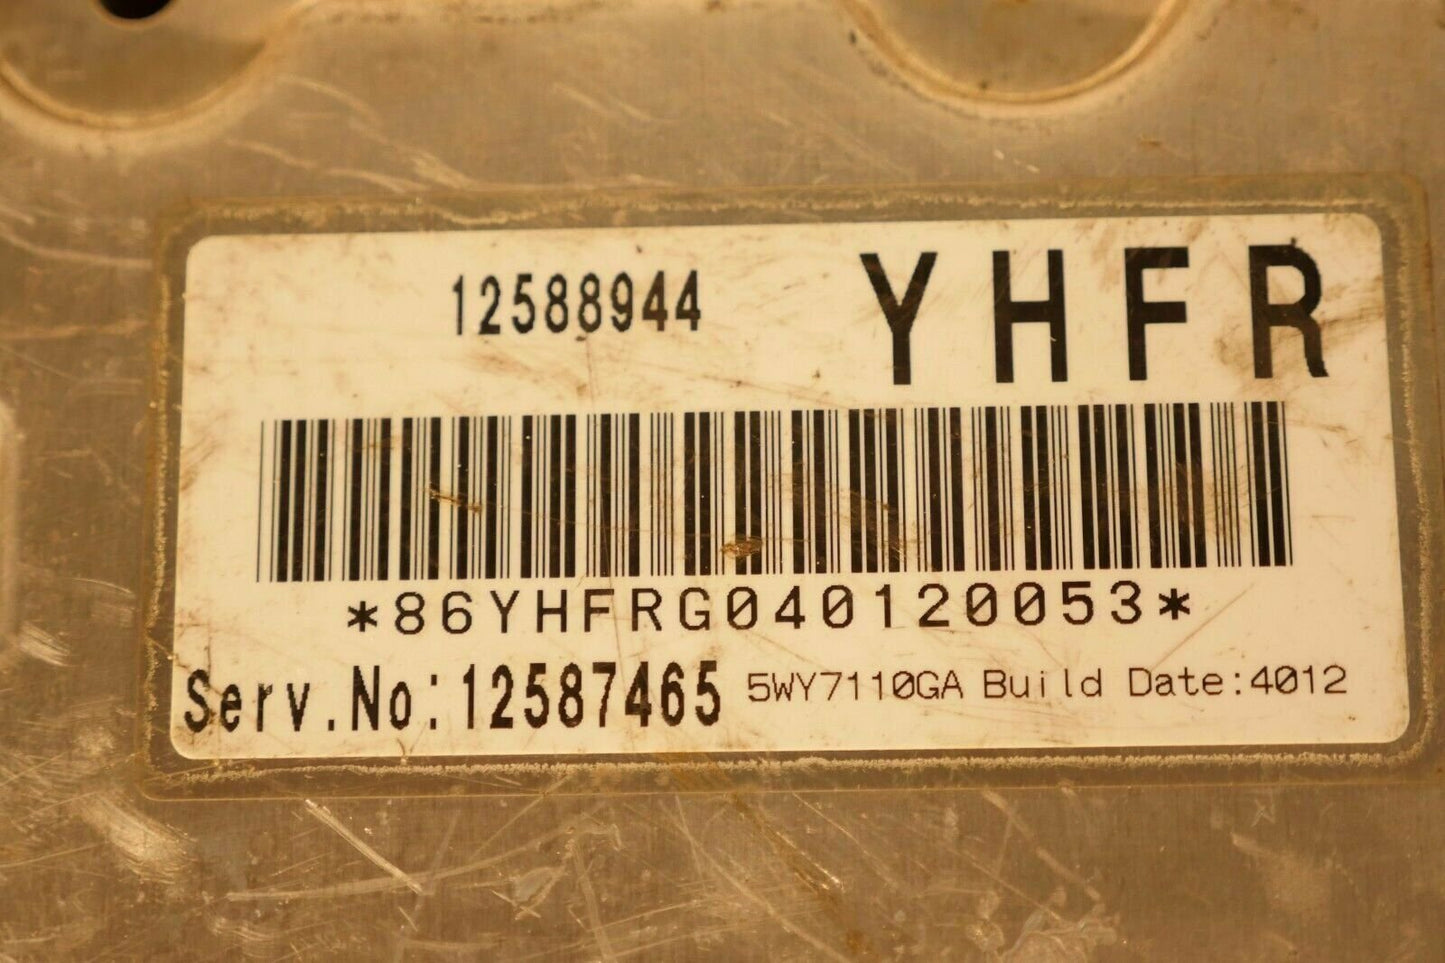 12588944 YHFR
*86YHFRG040120053*
Serv.No:12587465 5WY7110GA Build Date:4012